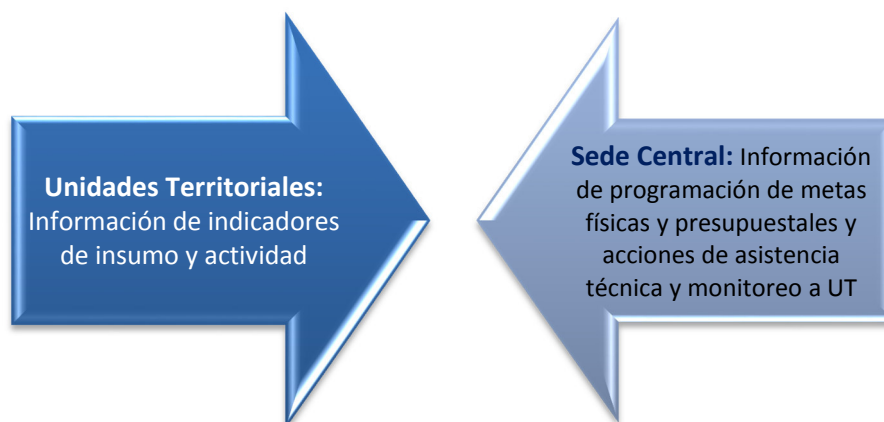 Unidades Territoriales:
Información de indicadores
de insumo y actividad
Sede Central: Información
de programación de metas
físicas y presupuestales y
acciones de asistencia
técnica y monitoreo a UT